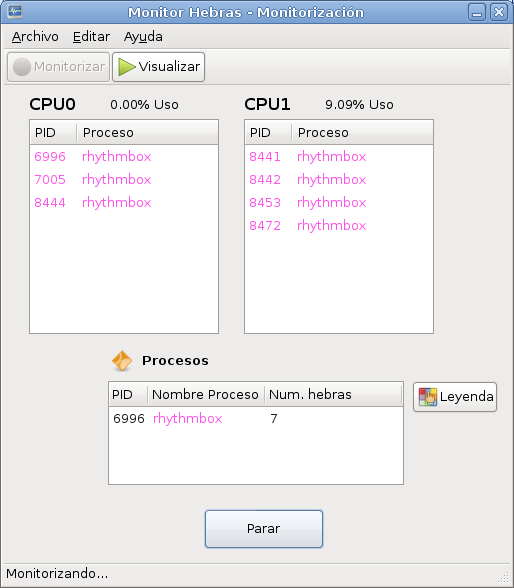 Monitor Hebras - Monitorización
Archivo Editar Ayuda
Monitorizar Visualizar
CPU0 0.00% Uso
PID Proceso
6996 rhythmbox
7005 rhythmbox
8444 rhythmbox
CPU1 9.09% Uso
PID Proceso
8441 rhythmbox
8442 rhythmbox
8453 rhythmbox
8472 rhythmbox
Procesos
PID Nombre Proceso Num. hebras
6996 rhythmbox 7
Leyenda
Parar
Monitorizando...